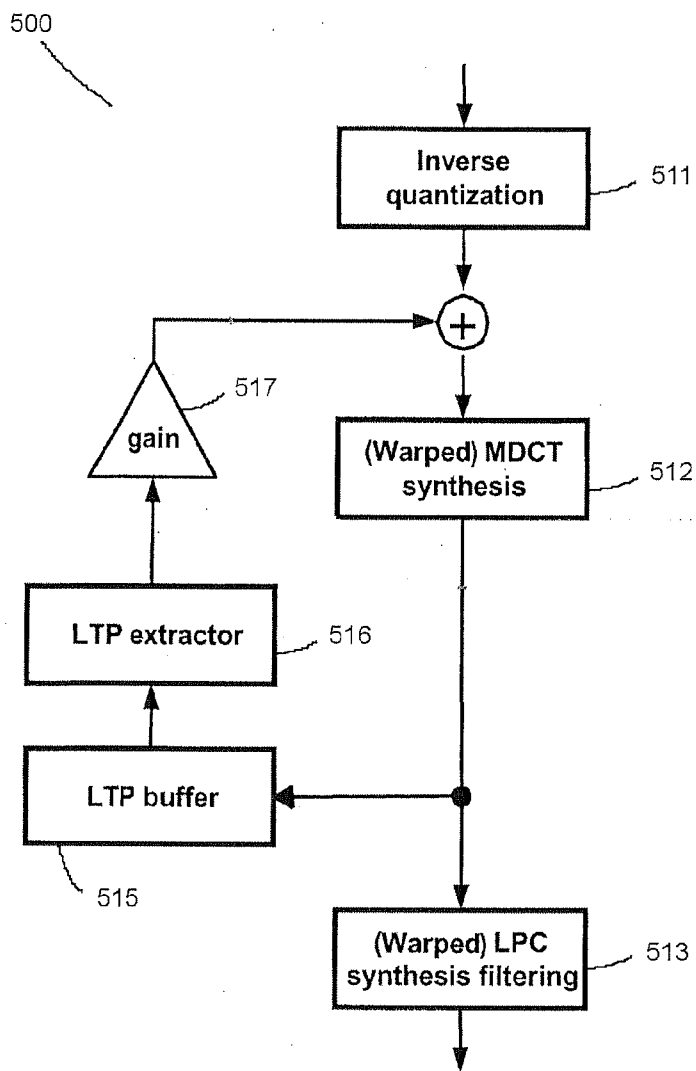 500
Inverse
quantization
511
+
517
gain
(Warped) MDCT
synthesis
512
LTP extractor
516
LTP buffer
515
(Warped) LPC
synthesis filtering
513